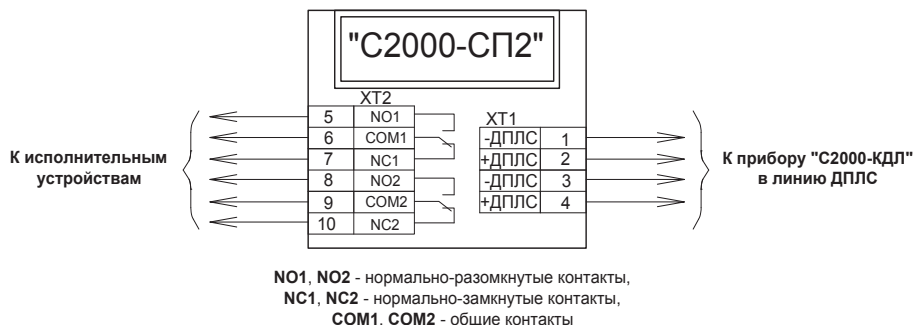 "С2000-СП2"
XT2
5 NO1
6 COM1
7 NC1
8 NO2
9 COM2
10 NC2
XT1
-ДПЛС 1
+ДПЛС 2
-ДПЛС 3
+ДПЛС 4
К исполнительным
устройствам
К прибору "С2000-КДЛ"
в линию ДПЛС
NO1, NO2 - нормально-разомкнутые контакты,
NC1, NC2 - нормально-замкнутые контакты,
COM1, COM2 - общие контакты